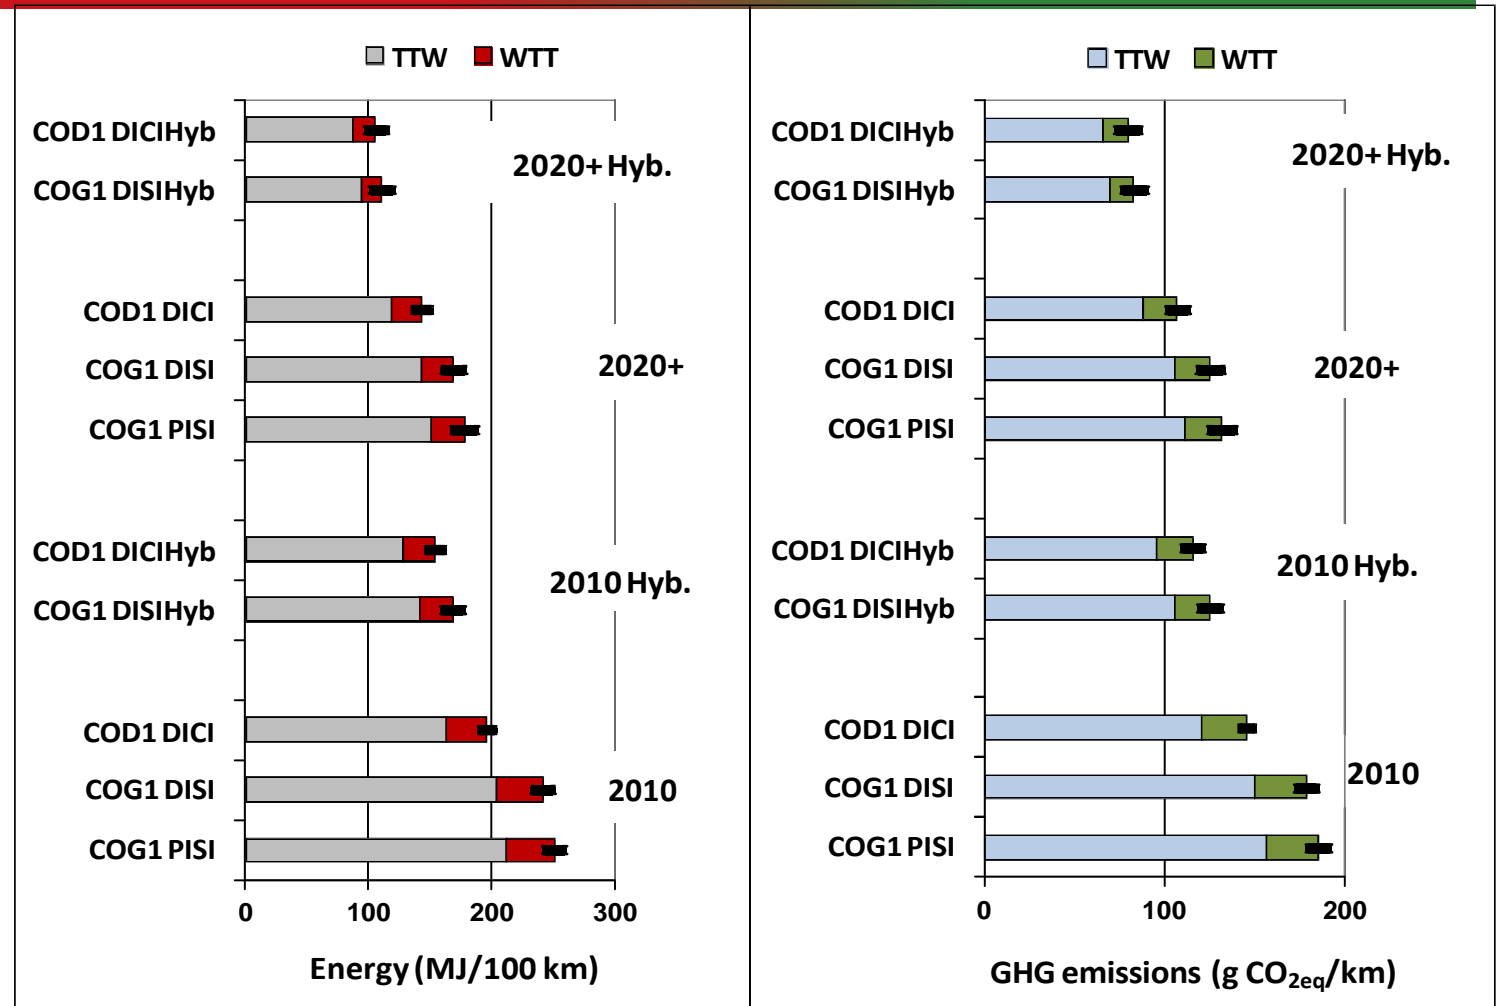 TTW WTT
COD1 DICIHyb
COG1 DISIHyb
2020+ Hyb.
COD1 DICI
COG1 DISI
COG1 PISI
2020+
COD1 DICIHyb
COG1 DISIHyb
2010 Hyb.
COD1 DICI
COG1 DISI
COG1 PISI
2010
0 100 200 300
Energy (MJ/100 km)
TTW WTT
COD1 DICIHyb
COG1 DISIHyb
2020+ Hyb.
COD1 DICI
COG1 DISI
COG1 PISI
2020+
COD1 DICIHyb
COG1 DISIHyb
2010 Hyb.
COD1 DICI
COG1 DISI
COG1 PISI
2010
0 100 200
GHG emissions (g CO2eq/km)